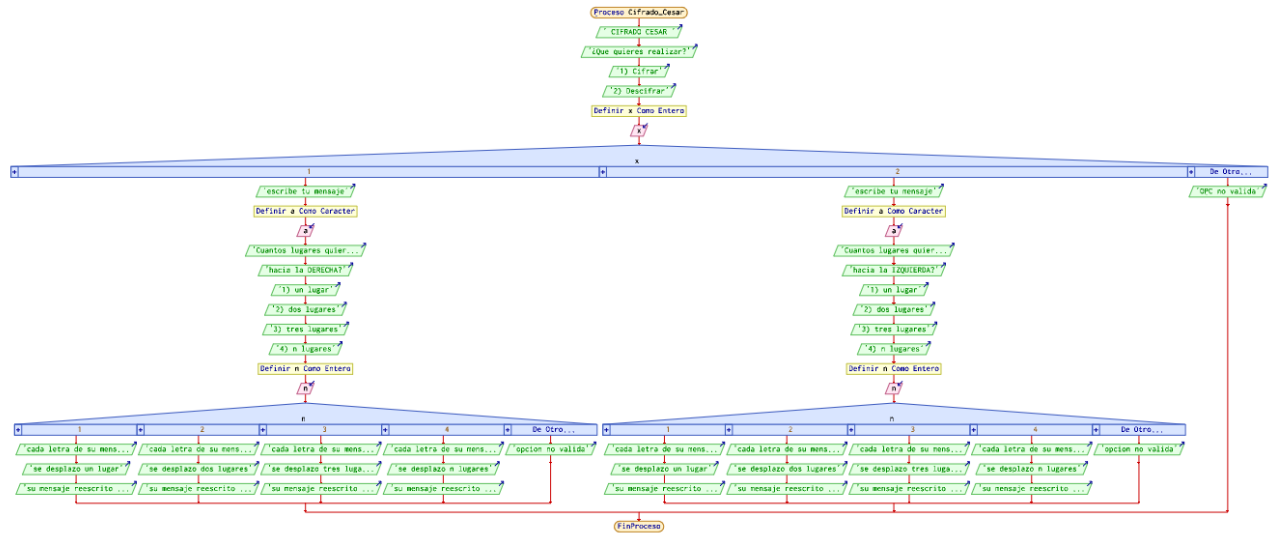 Proceso Cifrado_Cesar
' CIFRADO CESAR '
'¿Que quieres realizar?'
'1) Cifrar'
'2) Descifrar'
Definir x Como Entero
x
x
1
2
De Otro...
'escribe tu mensaje'
'escribe tu mensaje'
'OPC no valida'
Definir a Como Caracter
Definir a Como Caracter
a
a
'Cuantos lugares quier...
'Cuantos lugares quier...
'hacia la DERECHA?'
'hacia la IZQUIERDA?'
'1) un lugar'
'1) un lugar'
'2) dos lugares'
'2) dos lugares'
'3) tres lugares'
'3) tres lugares'
'4) n lugares'
'4) n lugares'
Definir n Como Entero
Definir n Como Entero
n
n
n
n
1
2
3
4
De Otro...
1
2
3
4
De Otro...
'cada letra de su mens...
'cada letra de su mens...
'cada letra de su mens...
'cada letra de su mens...
'opcion no valida'
'cada letra de su mens...
'cada letra de su mens...
'cada letra de su mens...
'cada letra de su mens...
'opcion no valida'
'se desplazo un lugar'
'se desplazo dos lugares'
'se desplazo tres luga...
'se desplazo n lugares'
'se desplazo un lugar'
'se desplazo dos lugares'
'se desplazo tres luga...
'se desplazo n lugares'
'su mensaje reescrito ...
'su mensaje reescrito ...
'su mensaje reescrito ...
'su mensaje reescrito ...
'su mensaje reescrito ...
'su mensaje reescrito ...
'su mensaje reescrito ...
'su mensaje reescrito ...
FinProceso